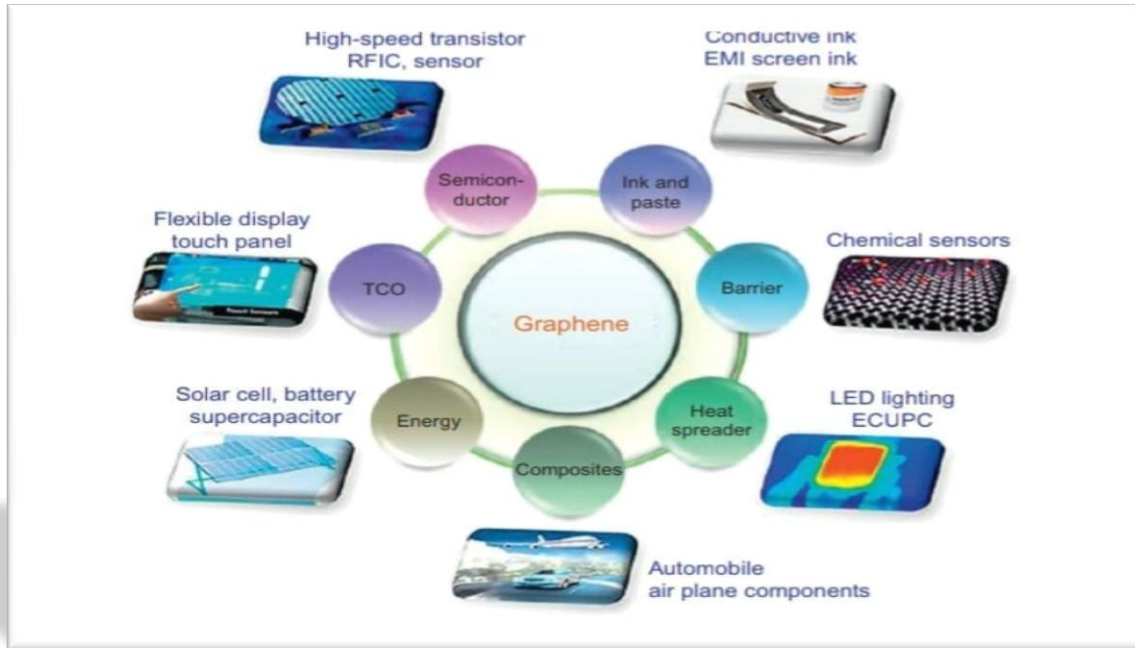 High-speed transistor
RFIC, sensor
Conductive ink
EMI screen ink
Semicon-
ductor
Ink and
paste
Flexible display
touch panel
Touch Sensors
TCO
Barrier
Chemical sensors
Graphene
Solar cell, battery
supercapacitor
Energy
Heat
spreader
LED lighting
ECUPC
Composites
Automobile
air plane components